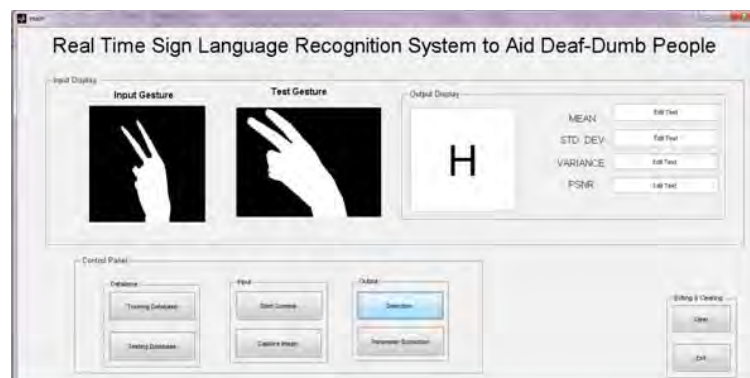 Real Time Sign Language Recognition System to Aid Deaf-Dumb People
Input Display
Input Gesture
Test Gesture
Output Display
H
MEAN
Edit Text
STD DEV
Edit Text
VARIANCE
Edit Text
PSNR
Edit Text
Control Panel
Database
Training Database
Testing Database
Input
Start Camera
Capture Image
Output
Detection
Parameter Extraction
Editing & Clearing
Clear
Exit